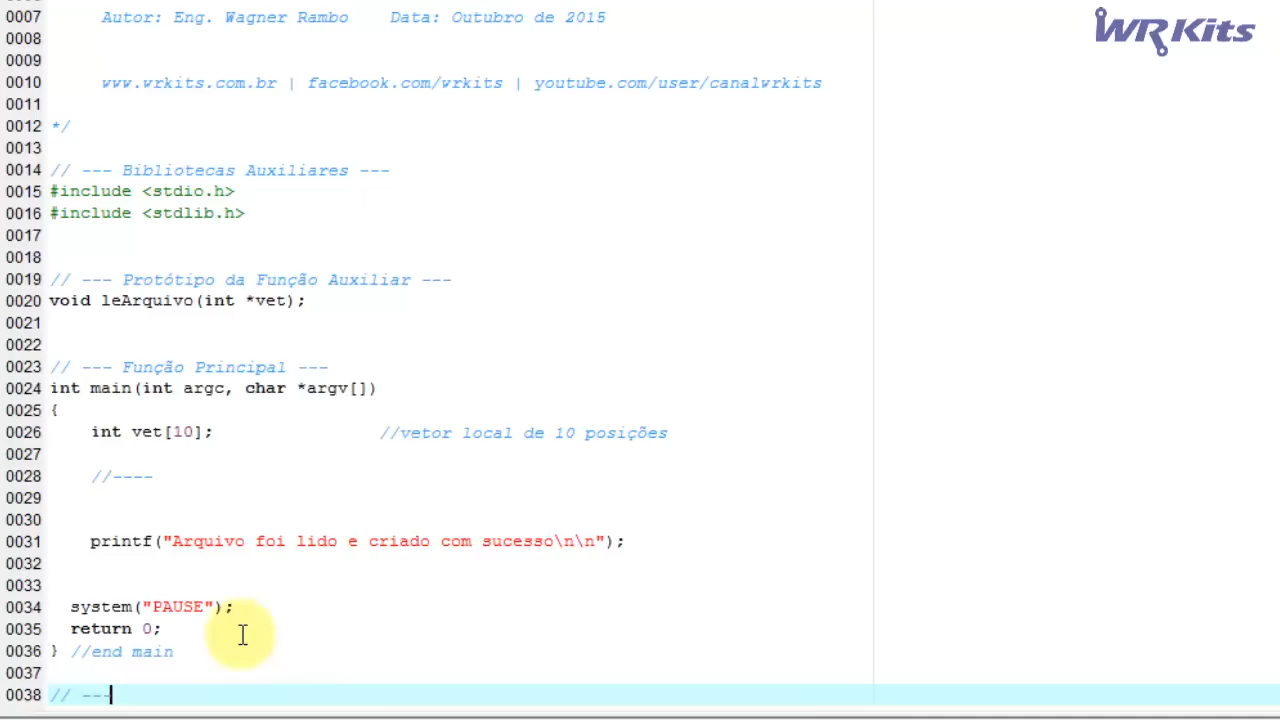 WR Kits
0007 Autor: Eng. Wagner Rambo Data: Outubro de 2015
0008
0009
0010 www.wrkits.com.br | facebook.com/wrkits | youtube.com/user/canalwrkits
0011
0012 */
0013
0014 // --- Bibliotecas Auxiliares ---
0015 #include <stdio.h>
0016 #include <stdlib.h>
0017
0018
0019 // --- Protótipo da Função Auxiliar ---
0020 void leArquivo(int *vet);
0021
0022
0023 // --- Função Principal ---
0024 int main(int argc, char *argv[])
0025 {
0026 int vet[10]; //vetor local de 10 posições
0027
0028 //----
0029
0030
0031 printf("Arquivo foi lido e criado com sucesso\n\n");
0032
0033
0034 system("PAUSE");
0035 return 0;
0036 } //end main
0037
0038 // ---